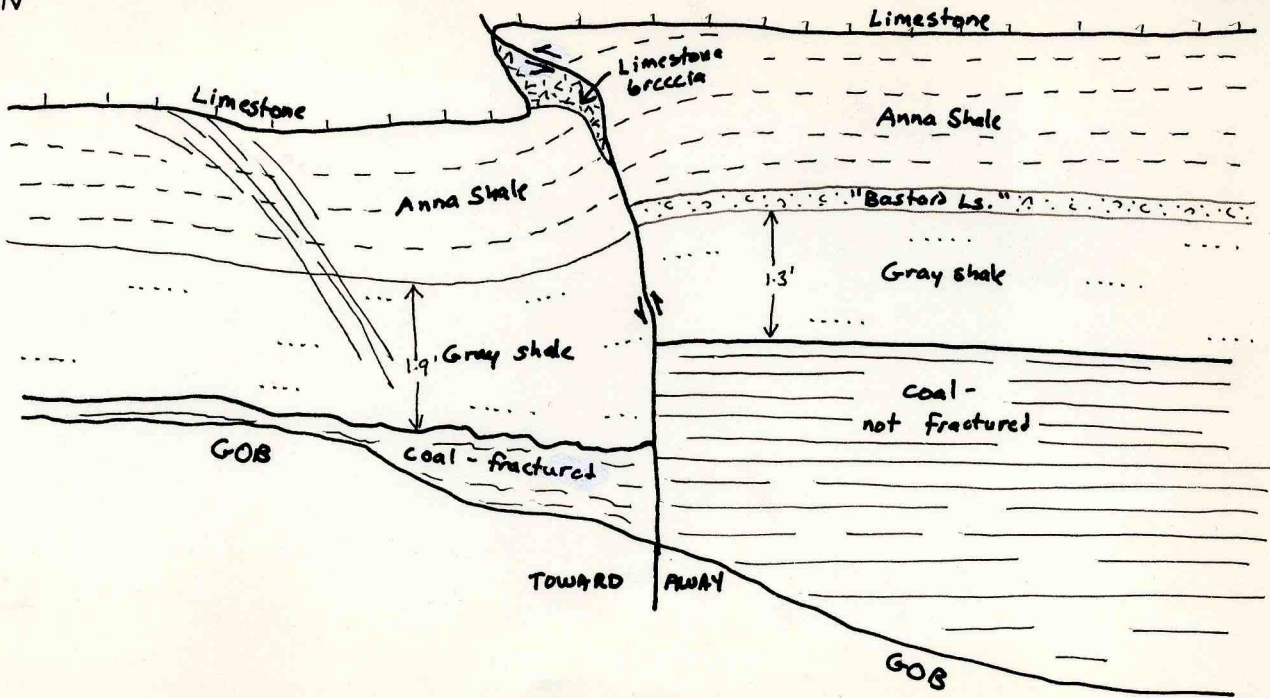 N
Limestone
Limestone
breccia
Limestone
Anna Shale
Anna Shale
"Bastard Ls."
1.3'
Gray shale
1.9'
Gray shale
coal -
not fractured
GOB
coal - fractured
TOWARD
AWAY
GOB